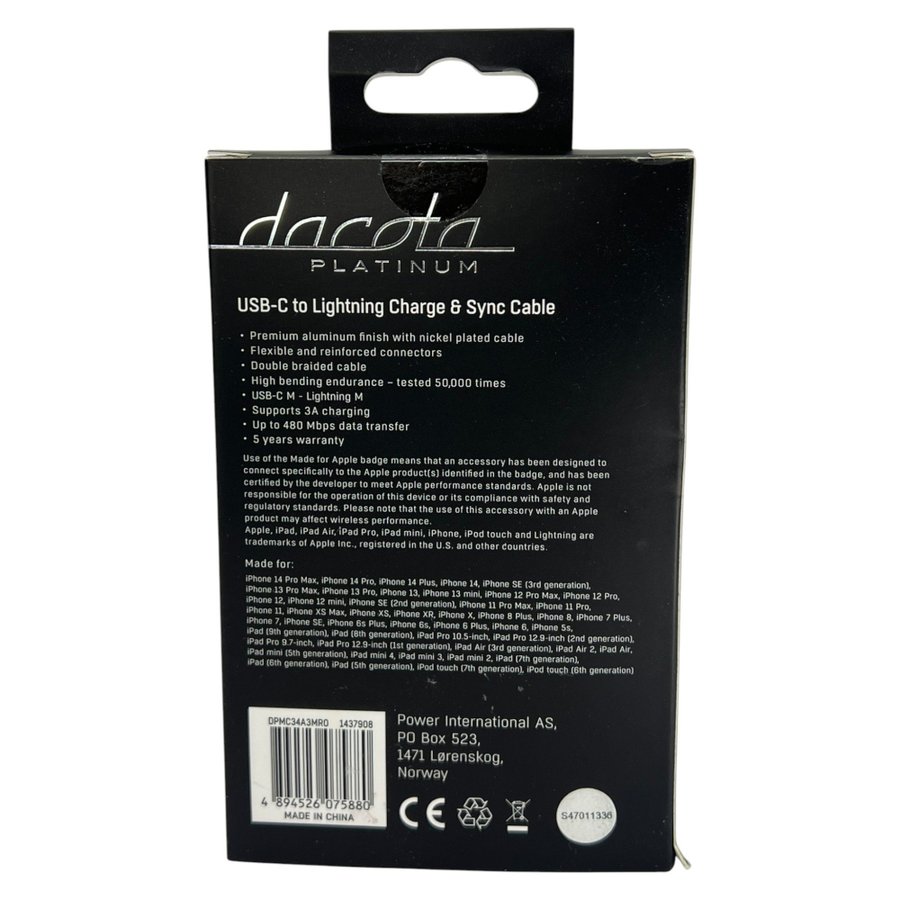 dacota
PLATINUM
USB-C to Lightning Charge & Sync Cable
• Premium aluminum finish with nickel plated cable
• Flexible and reinforced connectors
• Double braided cable
• High bending endurance – tested 50,000 times
• USB-C M - Lightning M
• Supports 3A charging
• Up to 480 Mbps data transfer
• 5 years warranty
Use of the Made for Apple badge means that an accessory has been designed to
connect specifically to the Apple product(s) identified in the badge, and has been
certified by the developer to meet Apple performance standards. Apple is not
responsible for the operation of this device or its compliance with safety and
regulatory standards. Please note that the use of this accessory with an Apple
product may affect wireless performance.
Apple, iPad, iPad Air, iPad Pro, iPad mini, iPhone, iPod touch and Lightning are
trademarks of Apple Inc., registered in the U.S. and other countries.
Made for:
iPhone 14 Pro Max, iPhone 14 Pro, iPhone 14 Plus, iPhone 14, iPhone SE (3rd generation),
iPhone 13 Pro Max, iPhone 13 Pro, iPhone 13, iPhone 13 mini, iPhone 12 Pro Max, iPhone 12 Pro,
iPhone 12, iPhone 12 mini, iPhone SE (2nd generation), iPhone 11 Pro Max, iPhone 11 Pro,
iPhone 11, iPhone XS Max, iPhone XS, iPhone XR, iPhone X, iPhone 8 Plus, iPhone 8, iPhone 7 Plus,
iPhone 7, iPhone SE, iPhone 6s Plus, iPhone 6s, iPhone 6 Plus, iPhone 6, iPhone 5s,
iPad (9th generation), iPad (8th generation), iPad Pro 10.5-inch, iPad Pro 12.9-inch (2nd generation),
iPad Pro 9.7-inch, iPad Pro 12.9-inch (1st generation), iPad Air (3rd generation), iPad Air 2, iPad Air,
iPad mini (5th generation), iPad mini 4, iPad mini 3, iPad mini 2, iPad (7th generation),
iPad (6th generation), iPad (5th generation), iPod touch (7th generation), iPod touch (6th generation)
DPMC34A3MRO 1437908
4 894526 075880
MADE IN CHINA
Power International AS,
PO Box 523,
1471 Lørenskog,
Norway
CE
S47011336